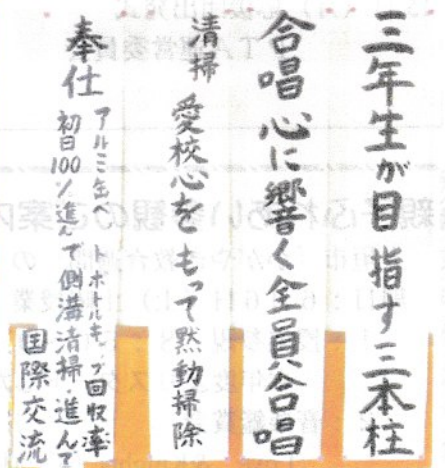 三年生が目指す三本柱
合唱 心に響く全員合唱
清掃 愛校心をもって黙動掃除
奉仕 アルミ缶ペットボトルキャップ回収率
初日100%進んで側溝清掃進んで
国際交流